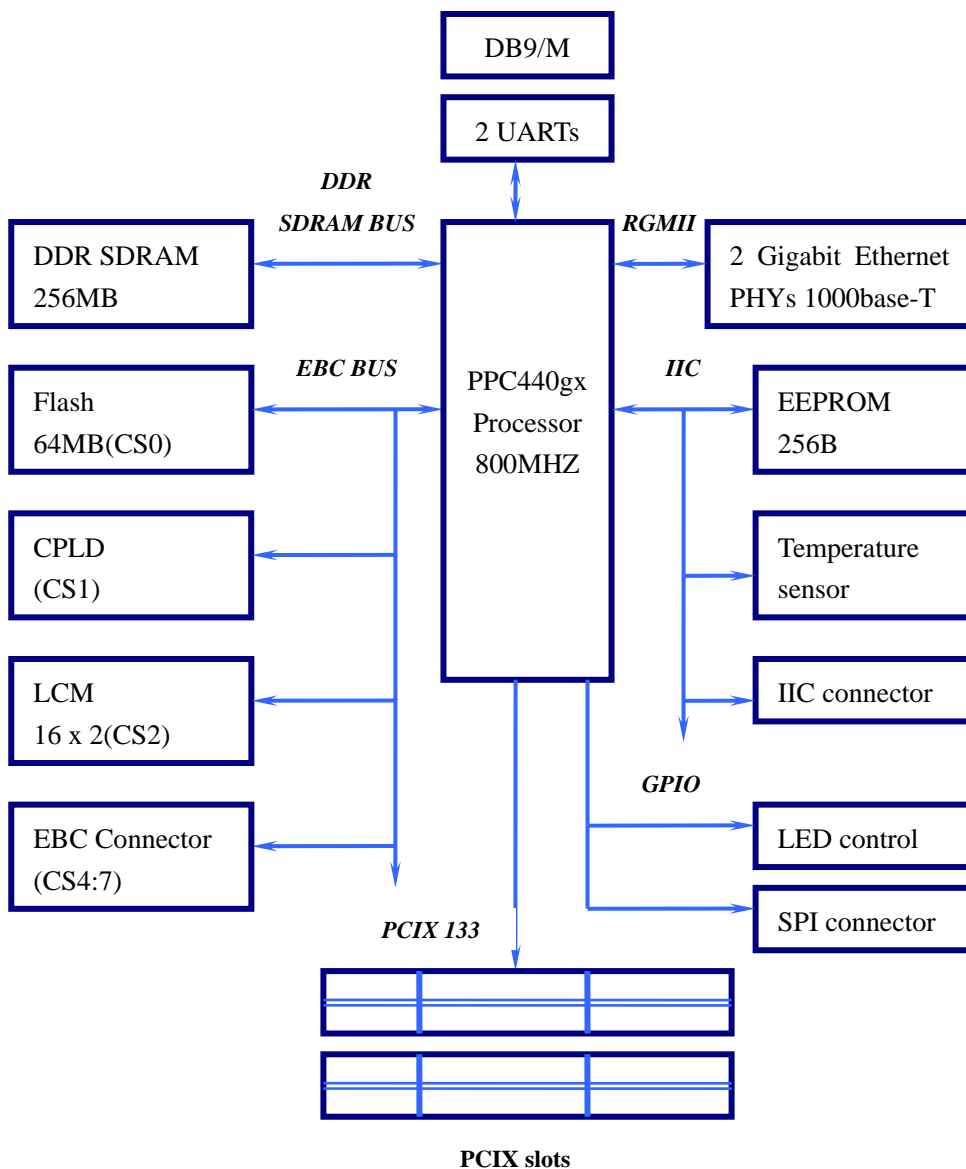 DB9/M
2 UARTs
DDR
SDRAM BUS
RGMII
DDR SDRAM
256MB
2 Gigabit Ethernet
PHYs 1000base-T
EBC BUS
PPC440gx
Processor
800MHZ
IIC
Flash
64MB(CS0)
EEPROM
256B
CPLD
(CS1)
Temperature
sensor
LCM
16 x 2(CS2)
IIC connector
GPIO
EBC Connector
(CS4:7)
LED control
SPI connector
PCIX 133
PCIX slots